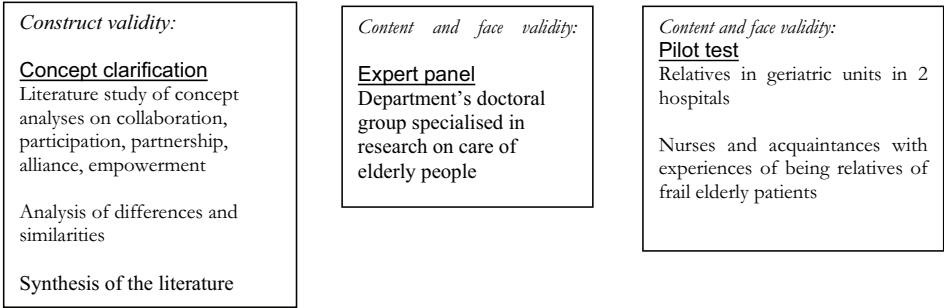 Construct validity:
Concept clarification
Literature study of concept
analyses on collaboration,
participation, partnership,
alliance, empowerment
Analysis of differences and
similarities
Synthesis of the literature
Content and face validity:
Expert panel
Department's doctoral
group specialised in
research on care of
elderly people
Content and face validity:
Pilot test
Relatives in geriatric units in 2
hospitals
Nurses and acquaintances with
experiences of being relatives of
frail elderly patients